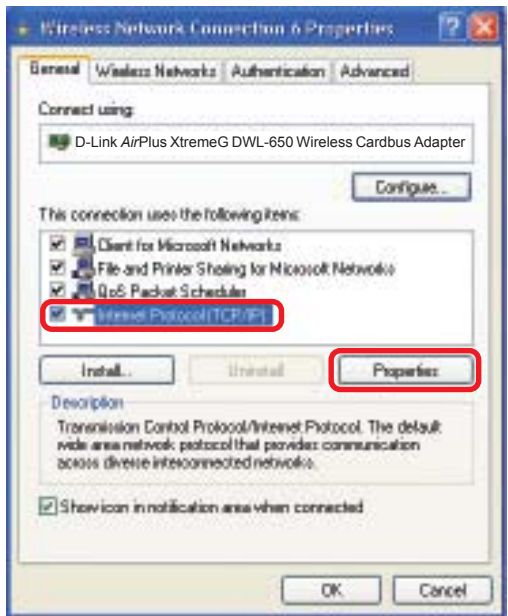 Wireless Network Connection 6 Properties
General Wireless Networks Authentication Advanced
Connect using:
D-Link AirPlus XtremeG DWL-650 Wireless Cardbus Adapter
Configure...
This connection uses the following items:
Client for Microsoft Networks
File and Printer Sharing for Microsoft Networks
QoS Packet Scheduler
Internet Protocol (TCP/IP)
Install... Uninstall Properties
Description
Transmission Control Protocol/Internet Protocol. The default
wide area network protocol that provides communication
across diverse interconnected networks.
Show icon in notification area when connected
OK Cancel